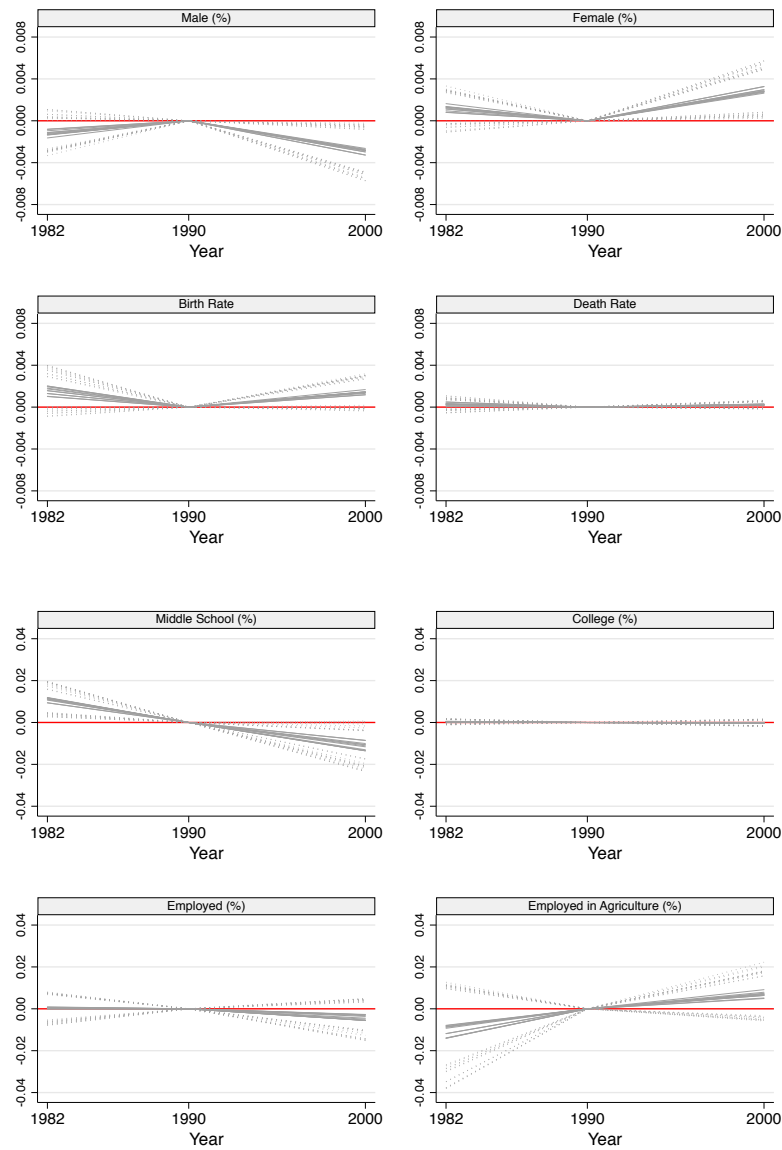 Male (%)
0.008
0.004
0.000
-0.004
-0.008
1982 1990 2000
Year
Female (%)
0.008
0.004
0.000
-0.004
-0.008
1982 1990 2000
Year
Birth Rate
0.008
0.004
0.000
-0.004
-0.008
1982 1990 2000
Year
Death Rate
0.008
0.004
0.000
-0.004
-0.008
1982 1990 2000
Year
Middle School (%)
0.04
0.02
0.00
-0.02
-0.04
1982 1990 2000
Year
College (%)
0.04
0.02
0.00
-0.02
-0.04
1982 1990 2000
Year
Employed (%)
0.04
0.02
0.00
-0.02
-0.04
1982 1990 2000
Year
Employed in Agriculture (%)
0.04
0.02
0.00
-0.02
-0.04
1982 1990 2000
Year